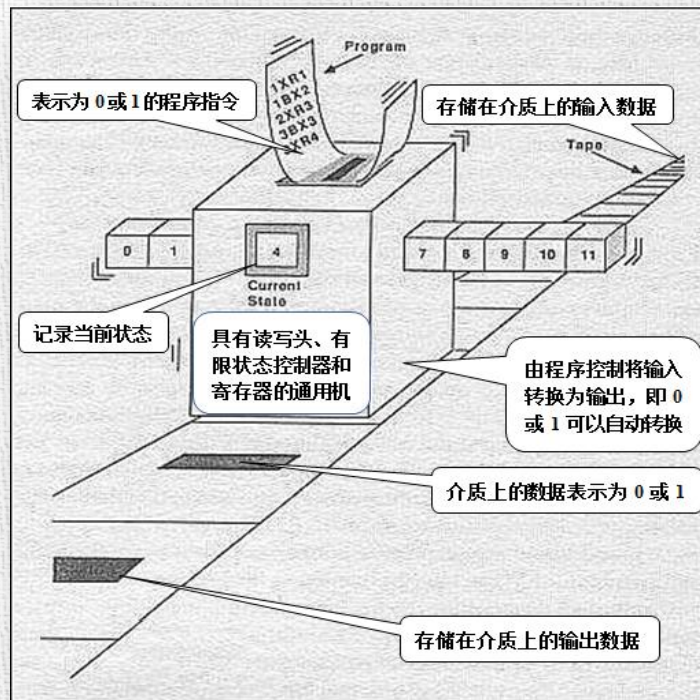 Program
1XR1
1BX2
2XR3
3BX3
XR4
表示为 0 或 1 的程序指令
存储在介质上的输入数据
Tape
0 1
4
7 8 9 10 11
Current
State
记录当前状态
具有读写头、有
限状态控制器和
寄存器的通用机
由程序控制将输入
转换为输出，即 0
或 1 可以自动转换
介质上的数据表示为 0 或 1
存储在介质上的输出数据